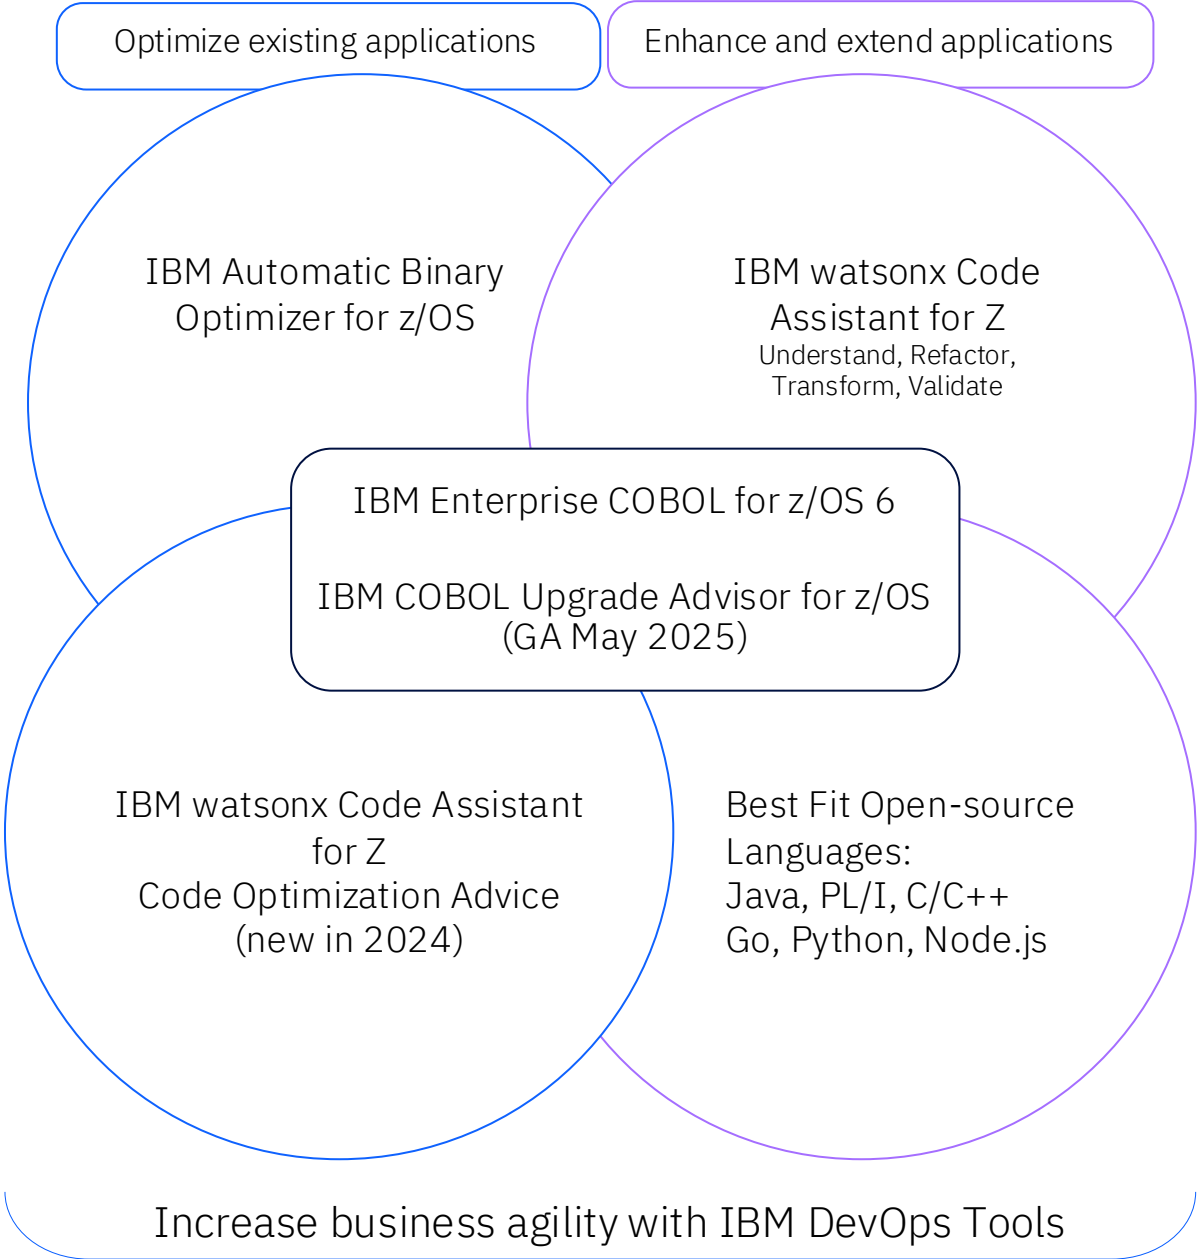 Optimize existing applications
Enhance and extend applications
IBM Automatic Binary
Optimizer for z/OS
IBM watsonx Code
Assistant for Z
Understand, Refactor,
Transform, Validate
IBM Enterprise COBOL for z/OS 6
IBM COBOL Upgrade Advisor for z/OS
(GA May 2025)
IBM watsonx Code Assistant
for Z
Code Optimization Advice
(new in 2024)
Best Fit Open-source
Languages:
Java, PL/I, C/C++
Go, Python, Node.js
Increase business agility with IBM DevOps Tools